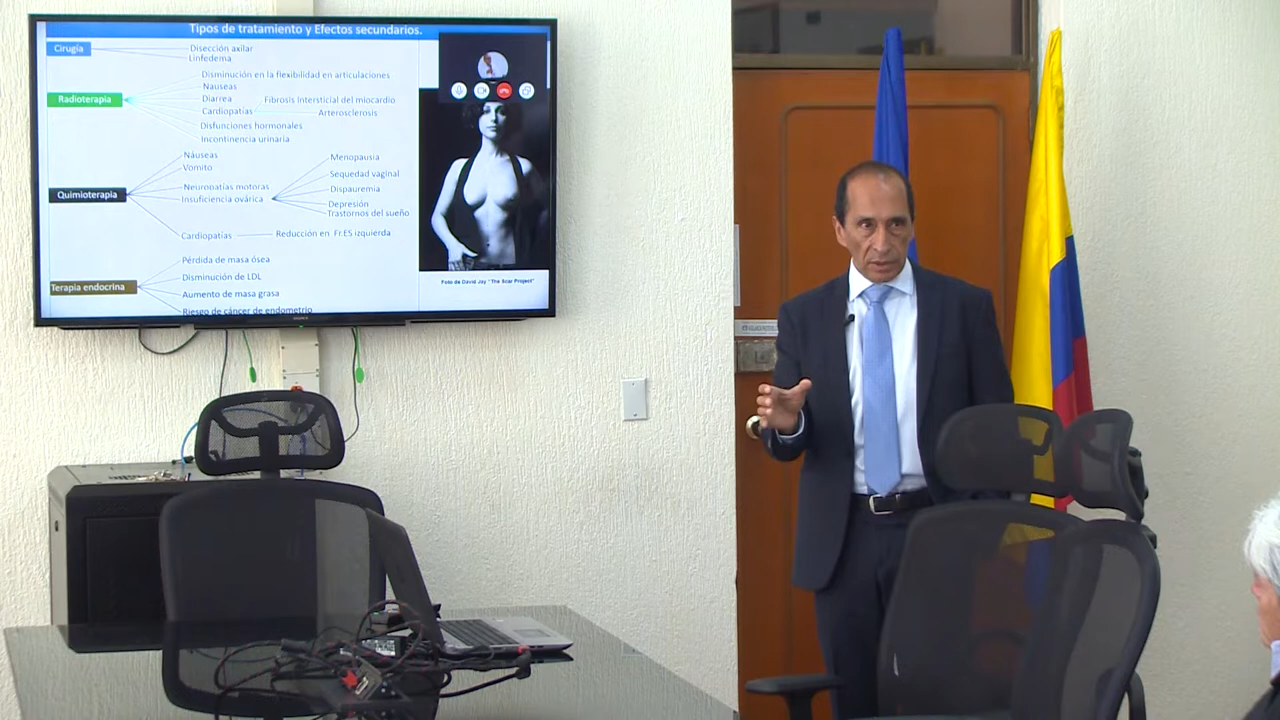 Tipos de tratamiento y Efectos secundarios.
Cirugía
Disección axilar
Linfedema
Radioterapia
Disminución en la flexibilidad en articulaciones
Nauseas
Diarrea
Fibrosis Intersticial del miocardio
Cardiopatías
Arterosclerosis
Disfunciones hormonales
Incontinencia urinaria
Quimioterapia
Náuseas
Vomito
Neuropatías motoras
Insuficiencia ovárica
Menopausia
Sequedad vaginal
Dispauremia
Depresión
Trastornos del sueño
Cardiopatías
Reducción en Fr.ES izquierda
Terapia endocrina
Pérdida de masa ósea
Disminución de LDL
Aumento de masa grasa
Riesgo de cáncer de endometrio
Foto de David Jay "The Scar Project"